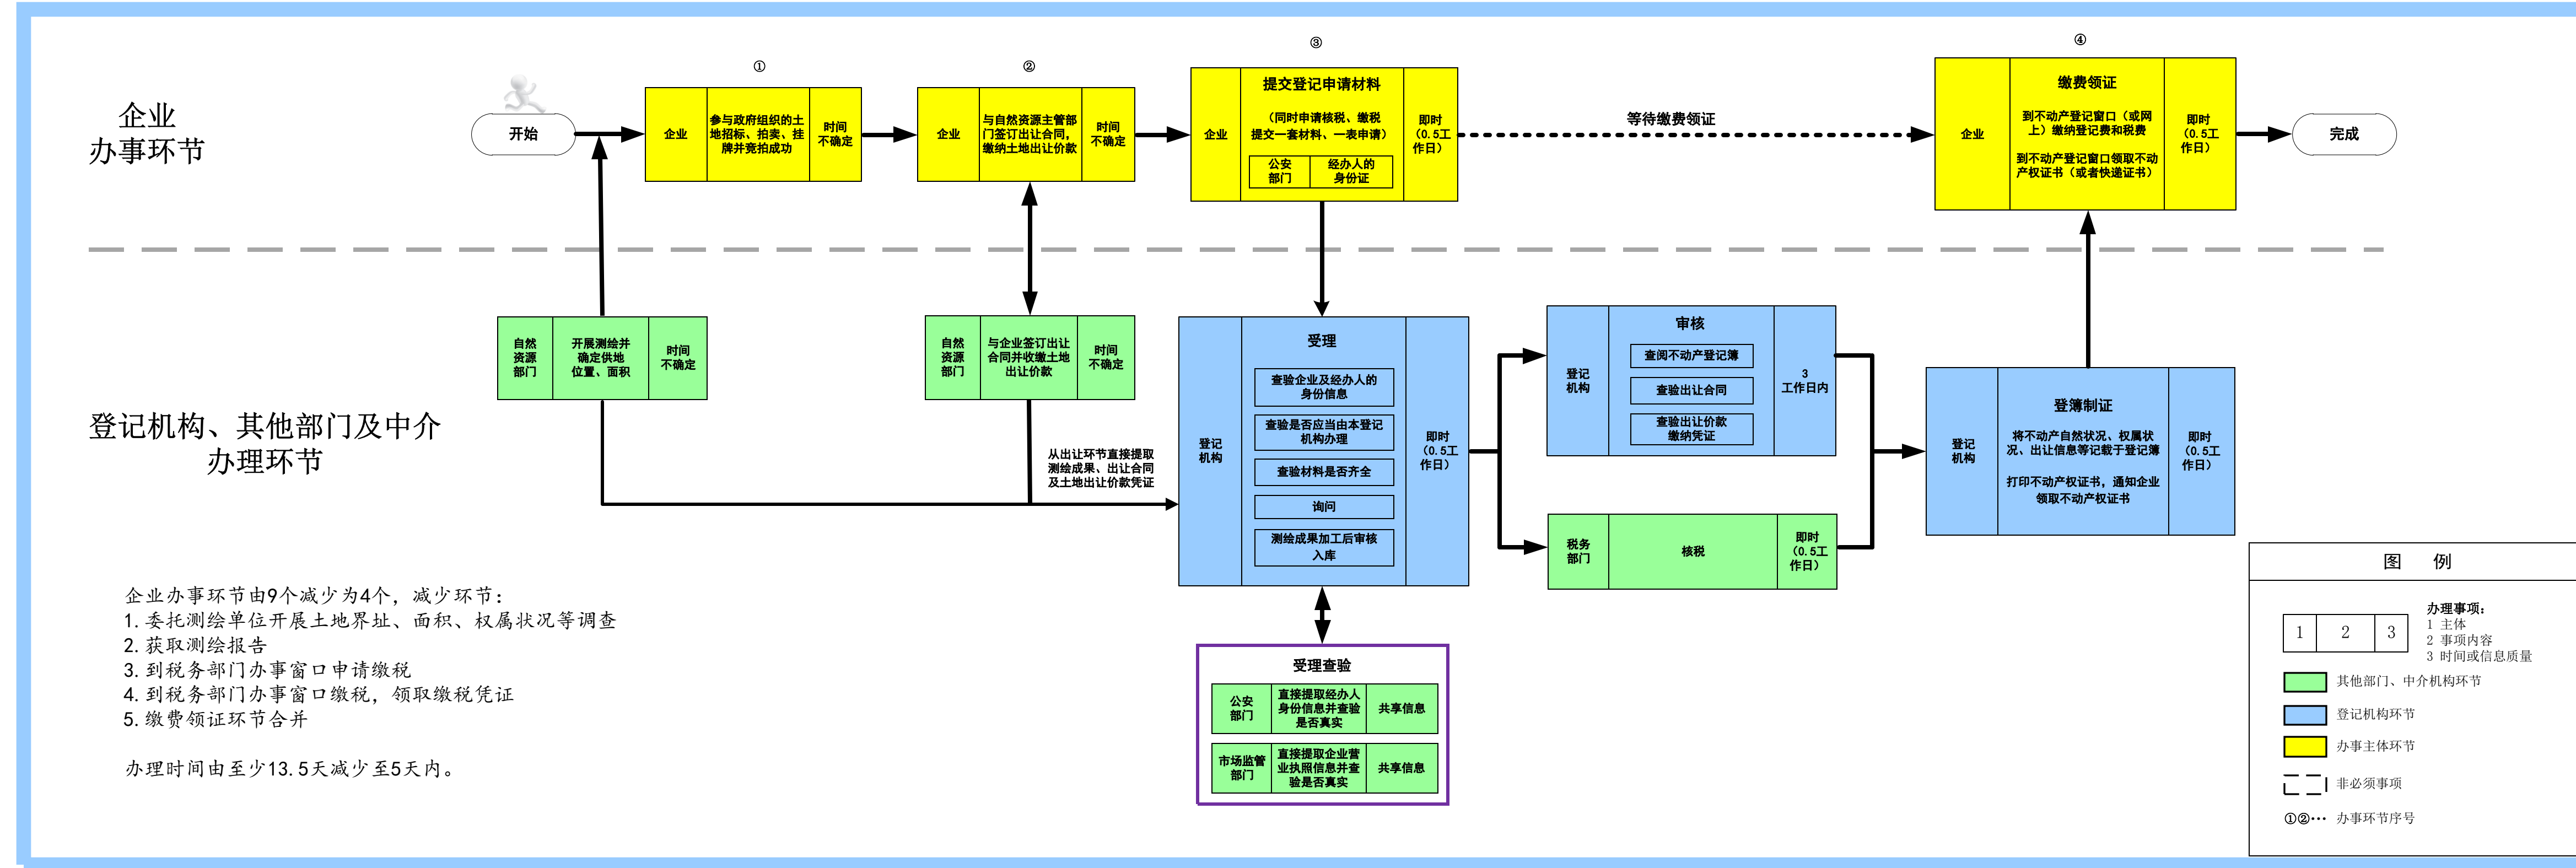 企业
办事环节
开始
①
企业
参与政府组织的土
地招标、拍卖、挂
牌并竞拍成功
时间
不确定
②
企业
与自然资源主管部
门签订出让合同,
缴纳土地出让价款
时间
不确定
③
企业
提交登记申请材料
（同时申请核税、缴税
提交一套材料、一表申请）
公安
部门
经办人的
身份证
即时
（0.5工
作日）
等待缴费领证
④
企业
缴费领证
到不动产登记窗口（或网
上）缴纳登记费和税费
到不动产登记窗口领取不动
产权证书（或者快递证书）
即时
（0.5工
作日）
完成
登记机构、其他部门及中介
办理环节
自然
资源
部门
开展测绘并
确定供地
位置、面积
时间
不确定
自然
资源
部门
与企业签订出让
合同并收缴土地
出让价款
时间
不确定
从出让环节直接提取
测绘成果、出让合同
及土地出让价款凭证
登记
机构
受理
查验企业及经办人的
身份信息
查验是否应当由本登记
机构办理
查验材料是否齐全
询问
测绘成果加工后审核
入库
即时
（0.5工
作日）
登记
机构
审核
查阅不动产登记簿
查验出让合同
查验出让价款
缴纳凭证
3
工作日内
税务
部门
核税
即时
（0.5工
作日）
登记
机构
登簿制证
将不动产自然状况、权属状
况、出让信息等记载于登记簿
打印不动产权证书，通知企业
领取不动产权证书
即时
（0.5工
作日）
受理查验
公安
部门
直接提取经办人
身份信息并查验
是否真实
共享信息
市场监管
部门
直接提取企业营
业执照信息并查
验是否真实
共享信息
企业办事环节由9个减少为4个，减少环节：
1.委托测绘单位开展土地界址、面积、权属状况等调查
2.获取测绘报告
3.到税务部门办事窗口申请缴税
4.到税务部门办事窗口缴税，领取缴税凭证
5.缴费领证环节合并
办理时间由至少13.5天减少至5天内。
图 例
1 2 3
办理事项：
1 主体
2 事项内容
3 时间或信息质量
其他部门、中介机构环节
登记机构环节
办事主体环节
非必须事项
①②… 办事环节序号